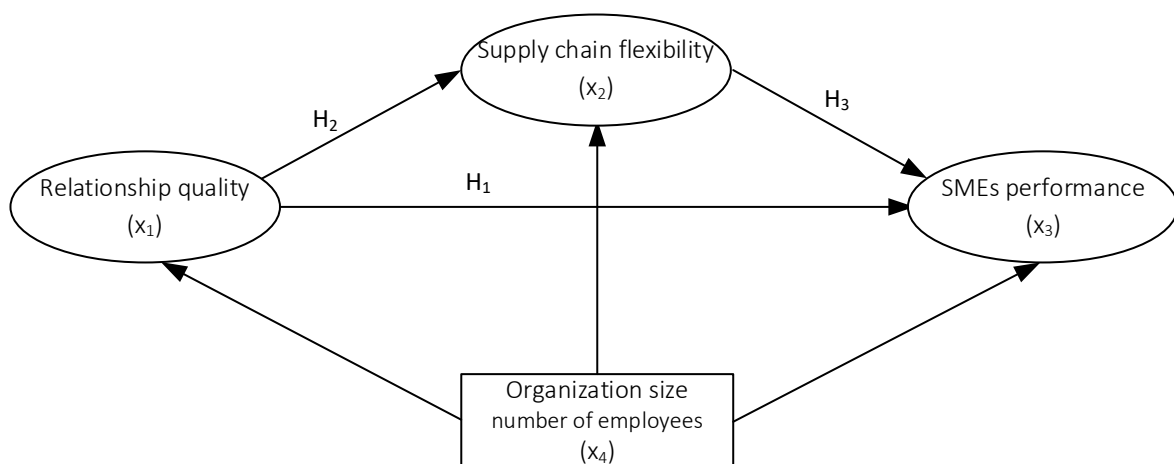 Supply chain flexibility
(x₂)
H₂
H₃
Relationship quality
(x₁)
H₁
SMEs performance
(x₃)
Organization size
number of employees
(x₄)